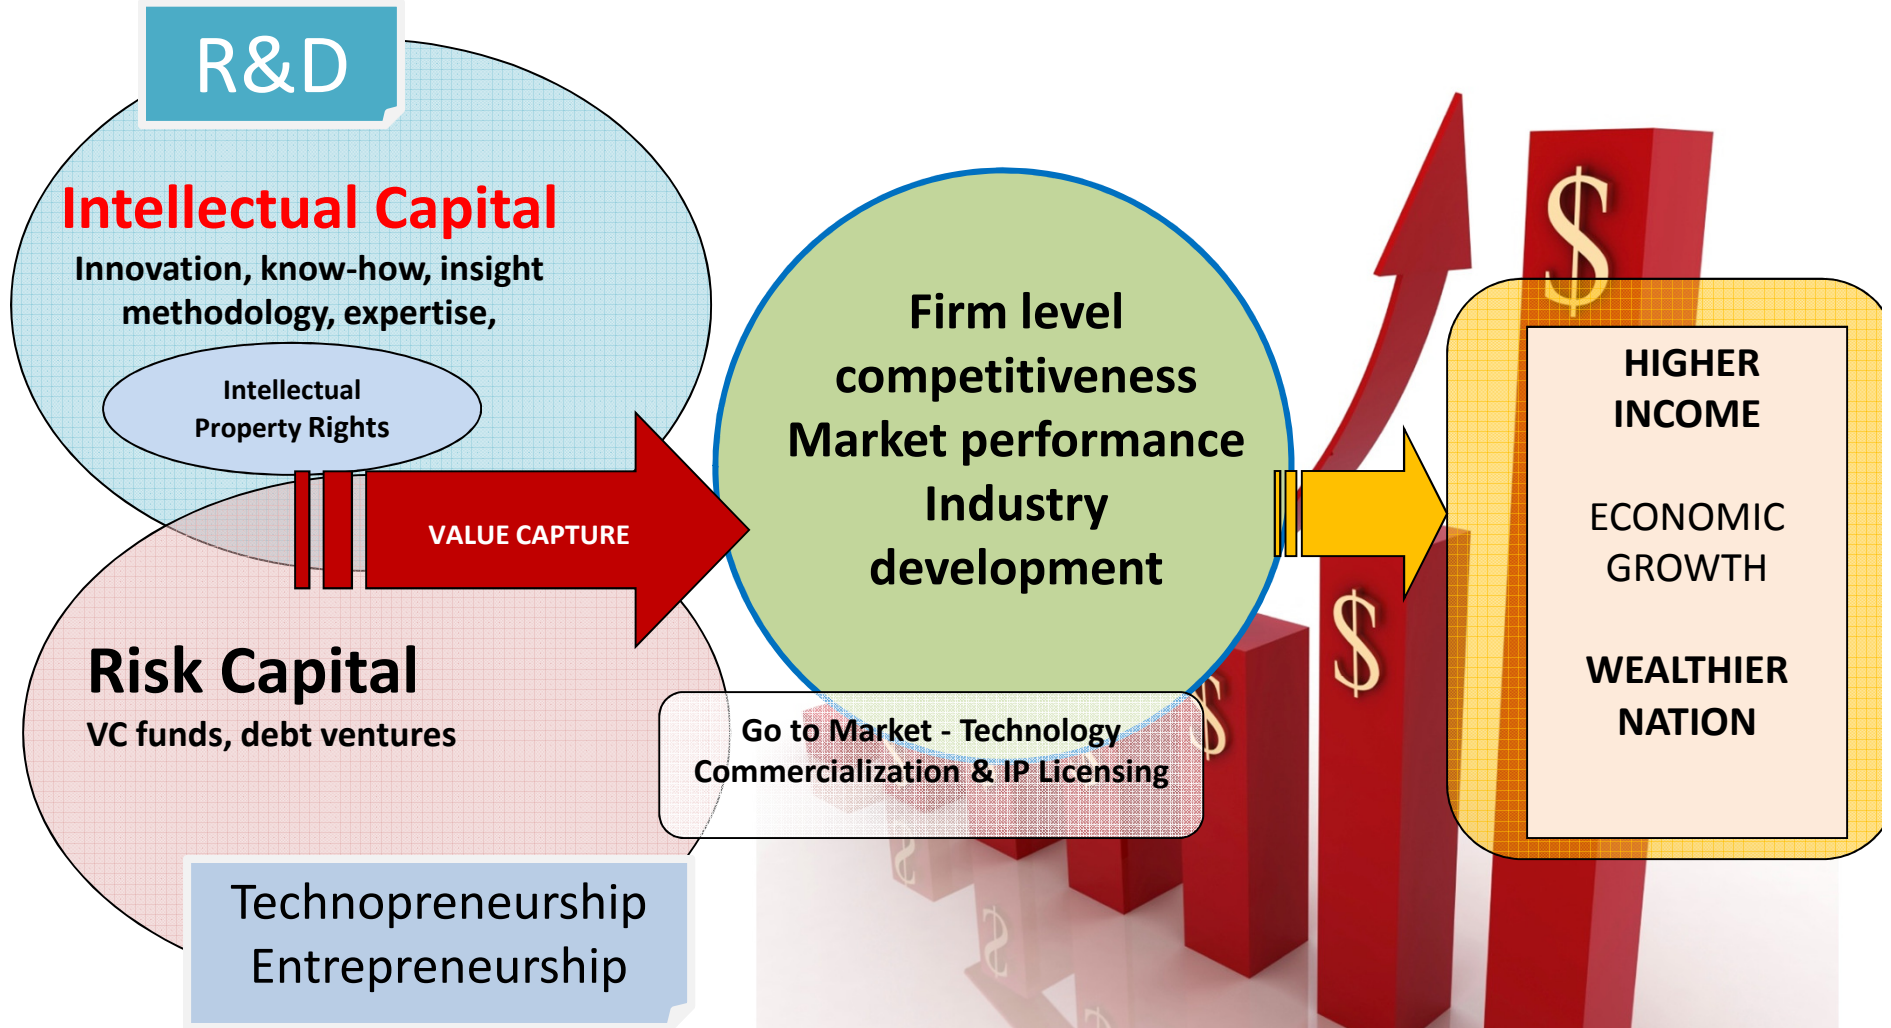 R&D
Intellectual Capital
Innovation, know-how, insight
methodology, expertise,
Intellectual
Property Rights
VALUE CAPTURE
Risk Capital
VC funds, debt ventures
Technopreneurship
Entrepreneurship
Firm level
competitiveness
Market performance
Industry
development
Go to Market - Technology
Commercialization & IP Licensing
$
$
$
HIGHER
INCOME
ECONOMIC
GROWTH
WEALTHIER
NATION